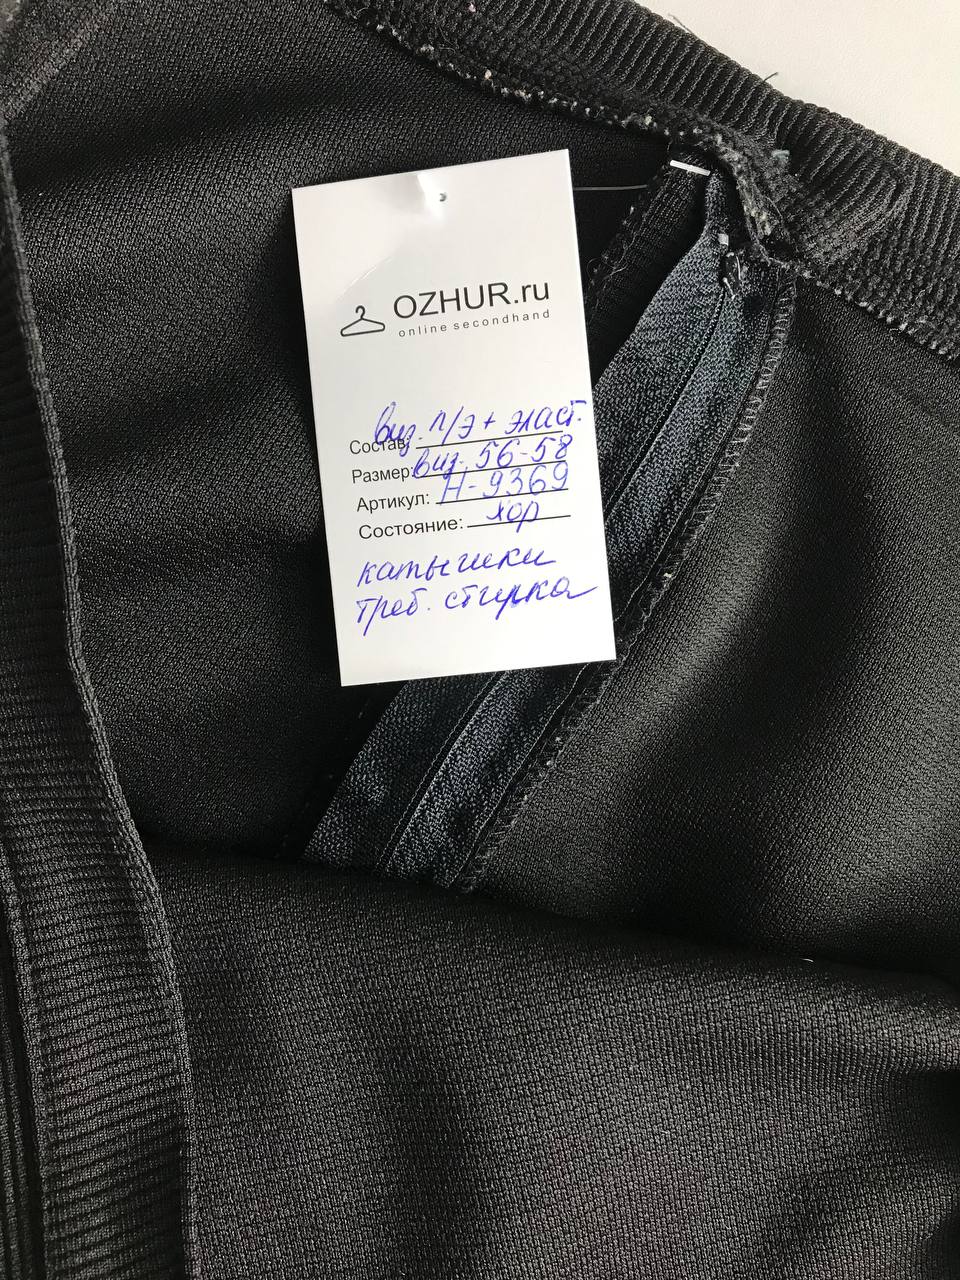 OZHUR.ru
online secondhand
Состав: виз. п/э + эласт.
Размер: виз. 56-58
Артикул: Н-9369
Состояние: хор
катышки
треб. стирка